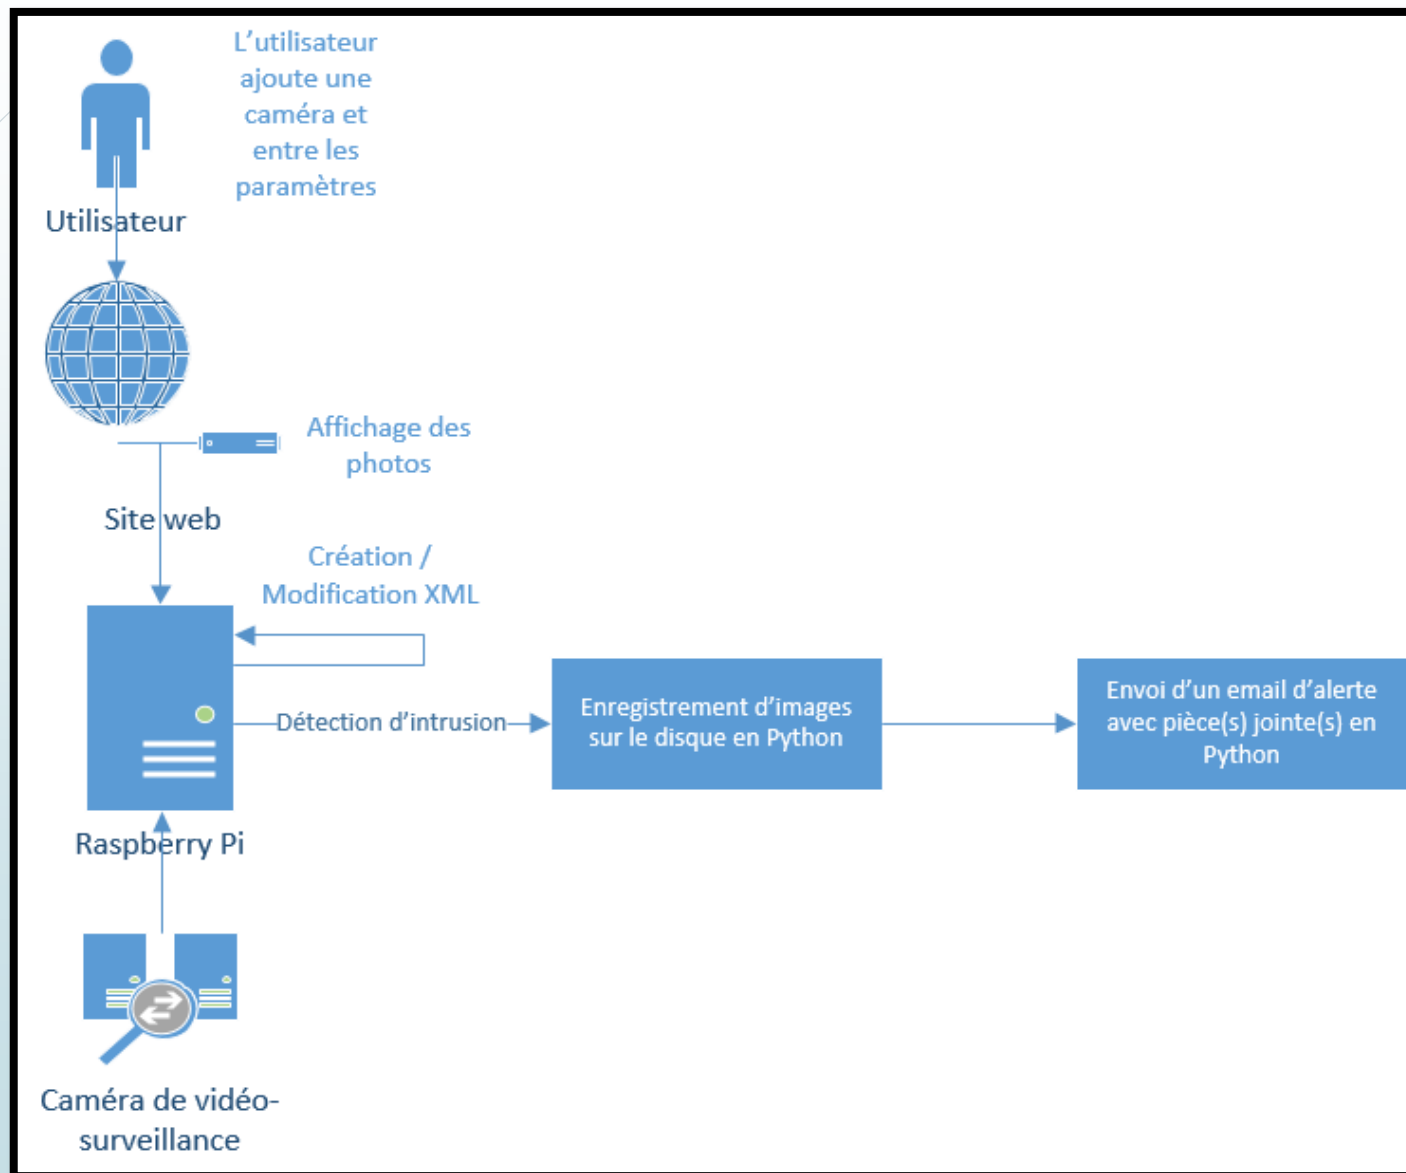 L'utilisateur
ajoute une
caméra et
entre les
paramètres
Utilisateur
Affichage des
photos
Site web
Création /
Modification XML
Détection d'intrusion
Enregistrement d'images
sur le disque en Python
Envoi d'un email d'alerte
avec pièce(s) jointe(s) en
Python
Raspberry Pi
Caméra de vidéo-
surveillance